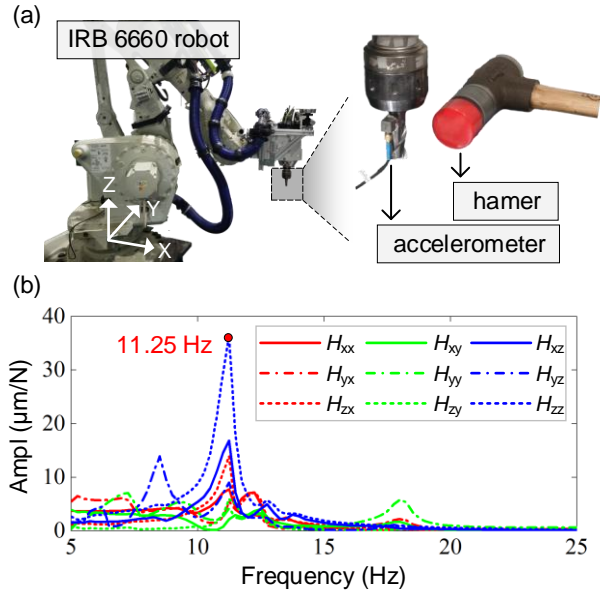 (a)
IRB 6660 robot
Z
Y
X
hamer
accelerometer
(b)
11.25 Hz
Hxx Hxy Hxz
Hyx Hyy Hyz
Hzx Hzy Hzz
Ampl (μm/N)
40
30
20
10
0
5 10 15 20 25
Frequency (Hz)